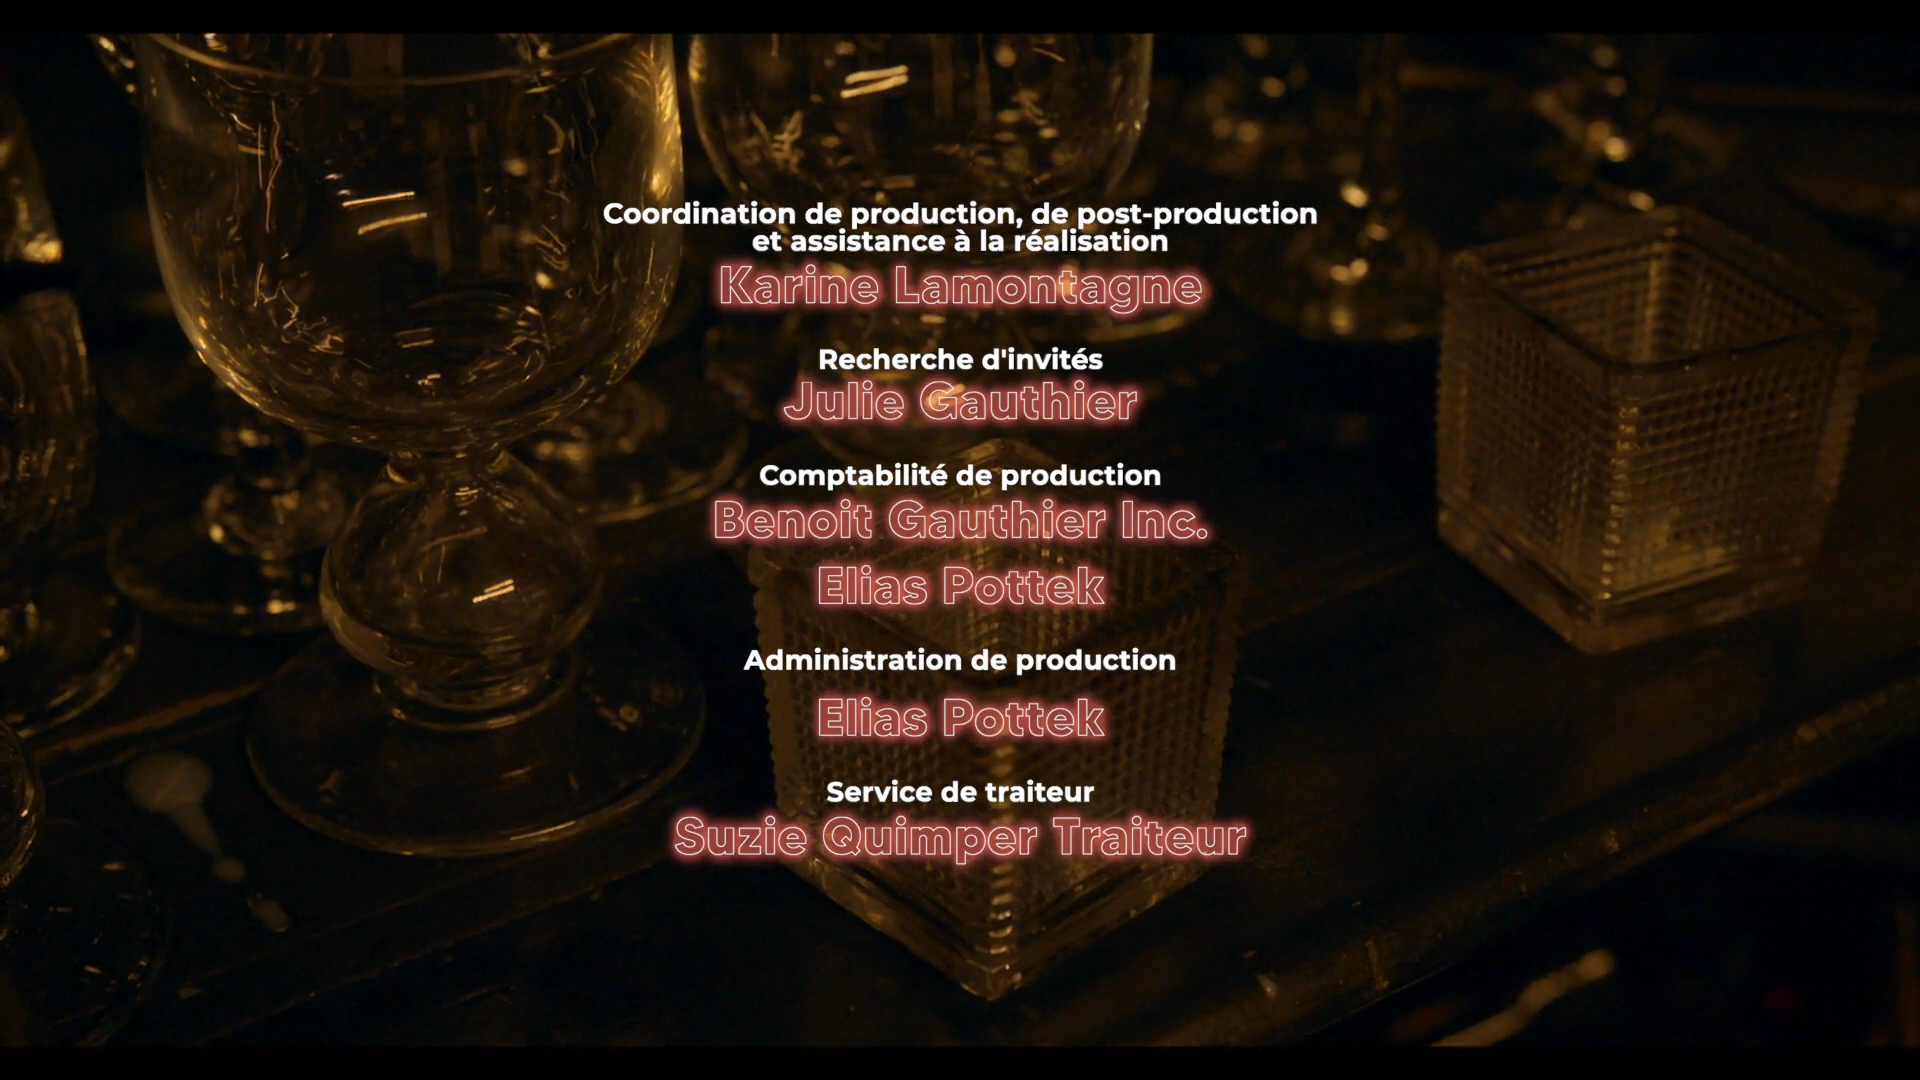 Coordination de production, de post-production
et assistance à la réalisation
Karine Lamontagne
Recherche d'invités
Julie Gauthier
Comptabilité de production
Benoit Gauthier Inc.
Elias Pottek
Administration de production
Elias Pottek
Service de traiteur
Suzie Quimper Traiteur